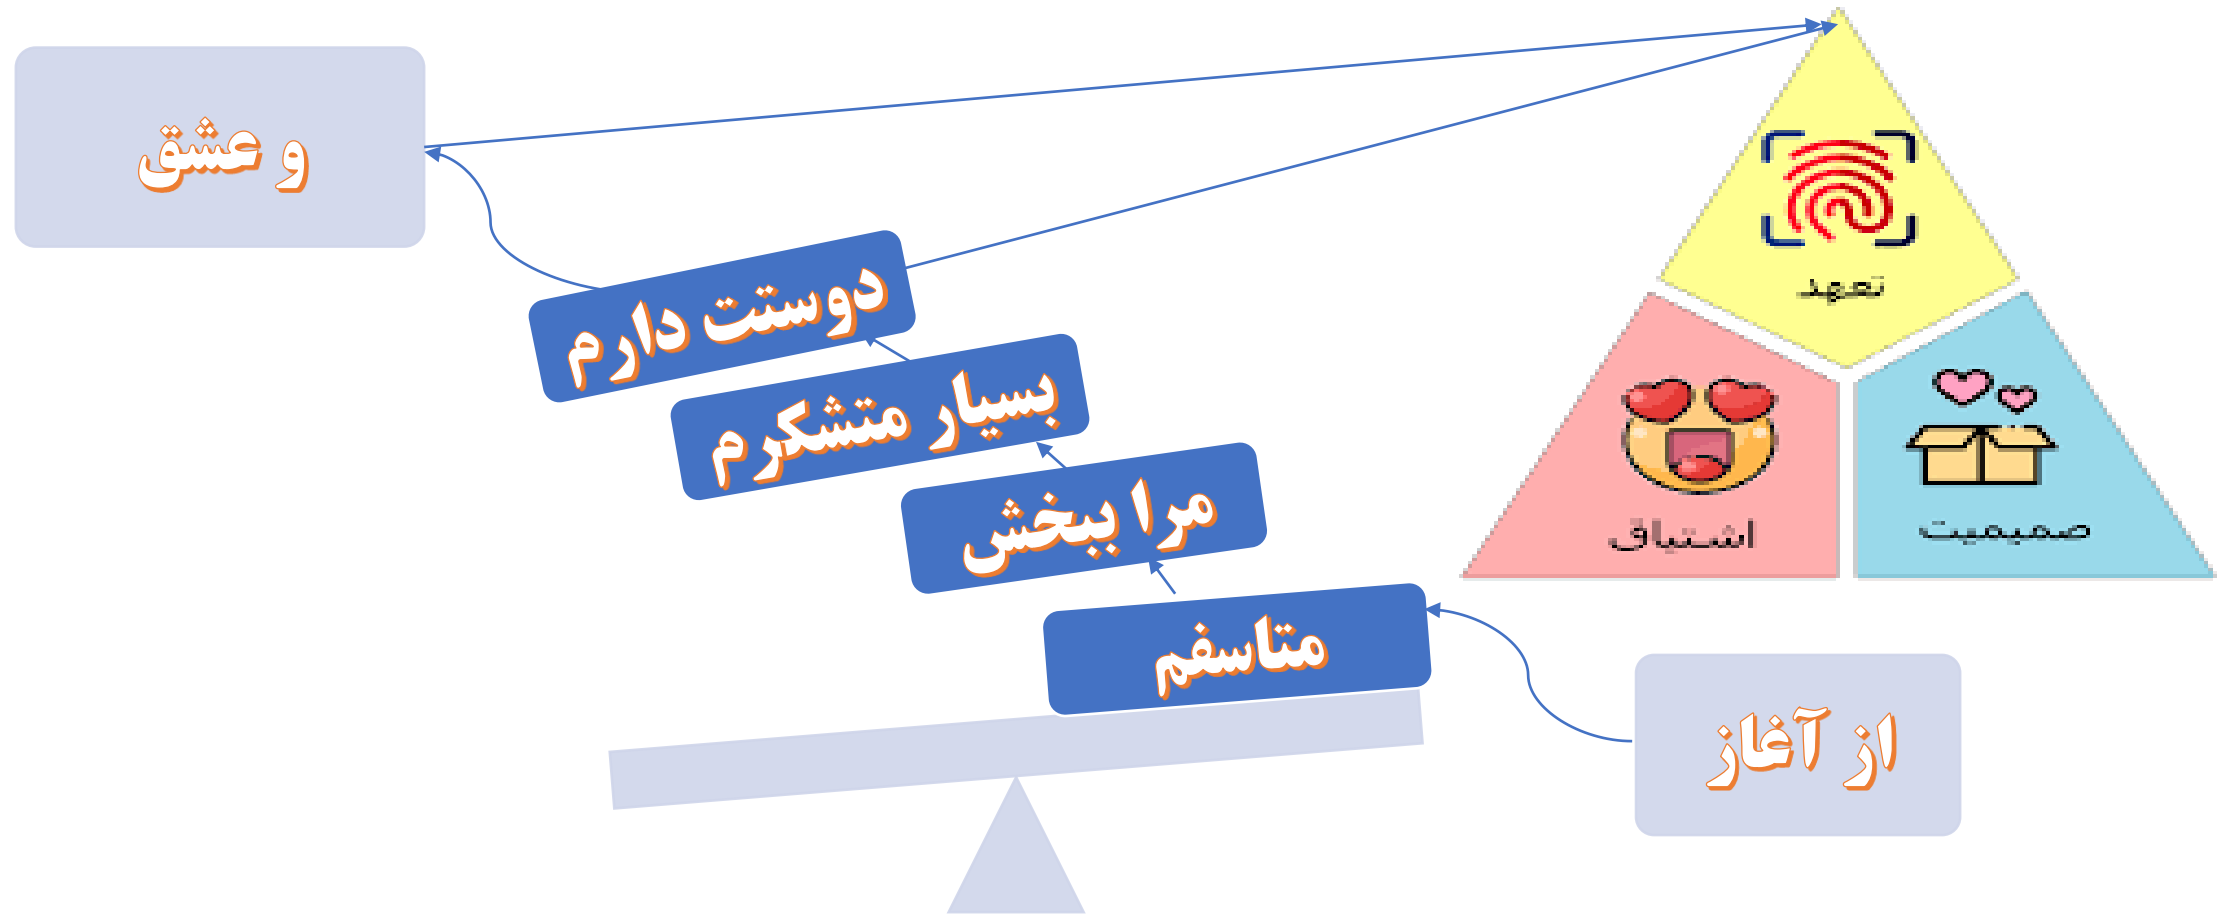 و عشق
تعهد
دوستت دارم
بسیار متشکرم
مرا ببخش
اشتیاق
صمیمیت
متاسفم
از آغاز